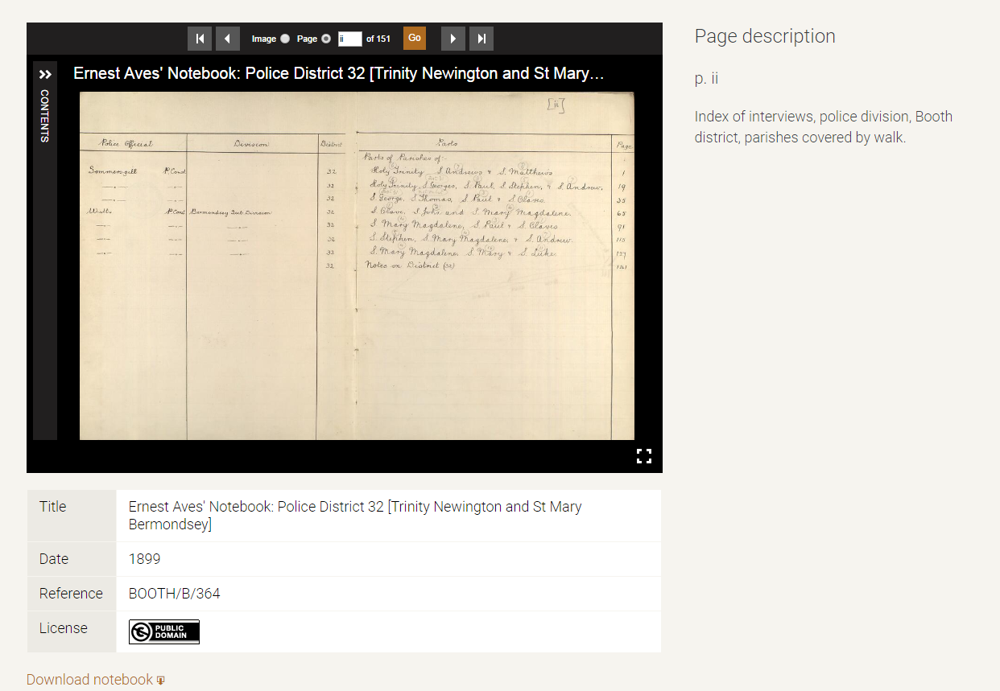 Image Page ii of 151 Go
Ernest Aves' Notebook: Police District 32 [Trinity Newington and St Mary...
CONTENTS
[ii]
Police Official Division District Parts Page
Parts of Parishes of:-
Sommersgill P. Const. 32 Holy Trinity, S. Andrews & S. Matthews 1
32 Holy Trinity, S. Georges, S. Paul, S. Stephen, & S. Andrew, 19
32 S. George, S. Thomas, S. Paul & S. Olaves 35
P. Const. Bermondsey Sub Division 32 S. Olave, S. John and S. Mary Magdalene 65
32 S. Mary Magdalene, S. Paul & S. Olaves 91
32 S. Stephen, S. Mary Magdalene, & S. Andrew. 115
32 S. Mary Magdalene, S. Mary & S. Luke 127
32 Notes on District (32) 141
Page description
p. ii
Index of interviews, police division, Booth
district, parishes covered by walk.
Title Ernest Aves' Notebook: Police District 32 [Trinity Newington and St Mary
Bermondsey]
Date 1899
Reference BOOTH/B/364
License PUBLIC
DOMAIN
Download notebook